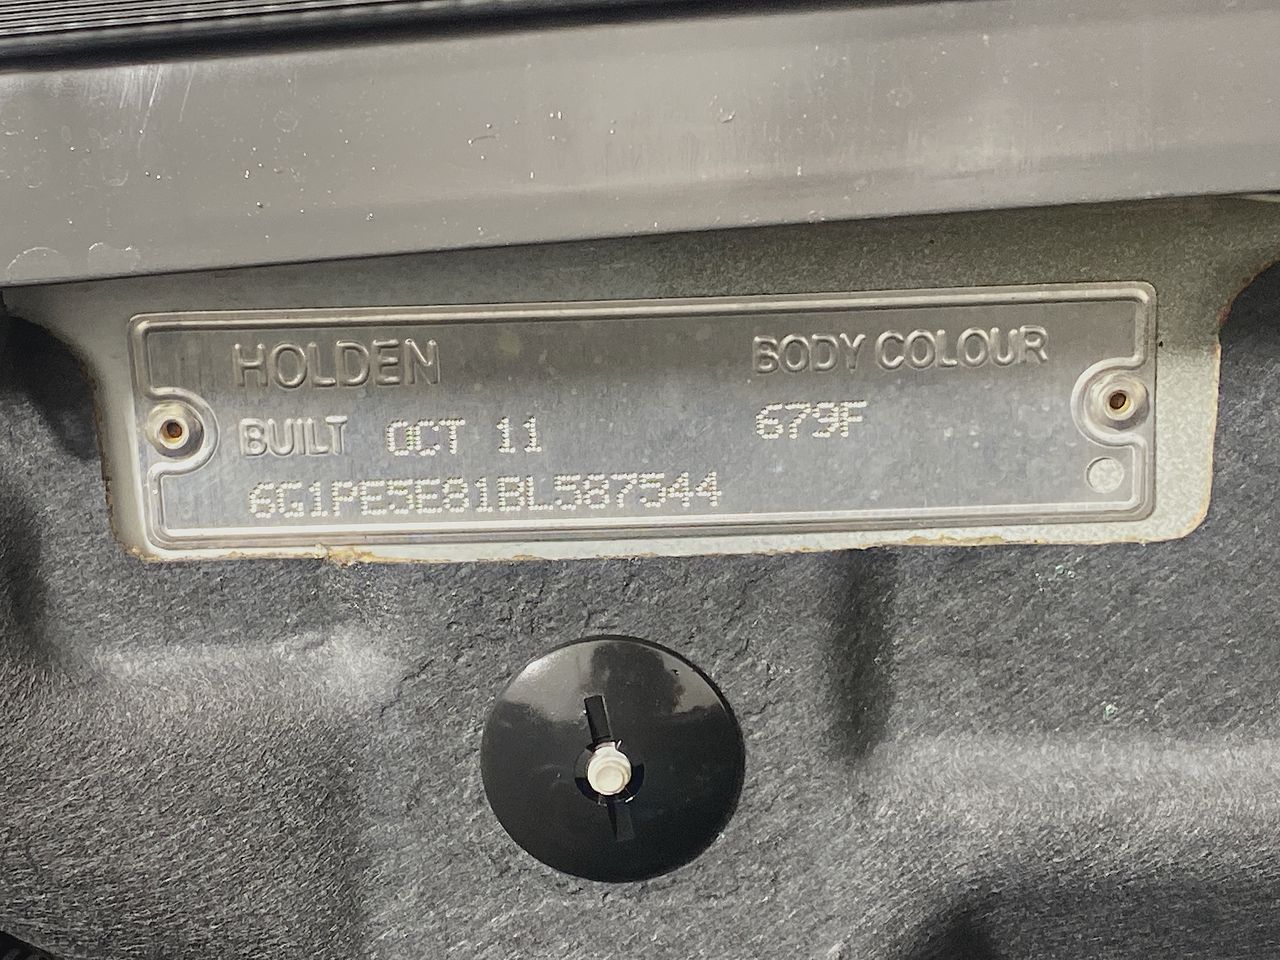 HOLDEN BODY COLOUR
BUILT OCT 11 679F
6G1PE5E81BL587544